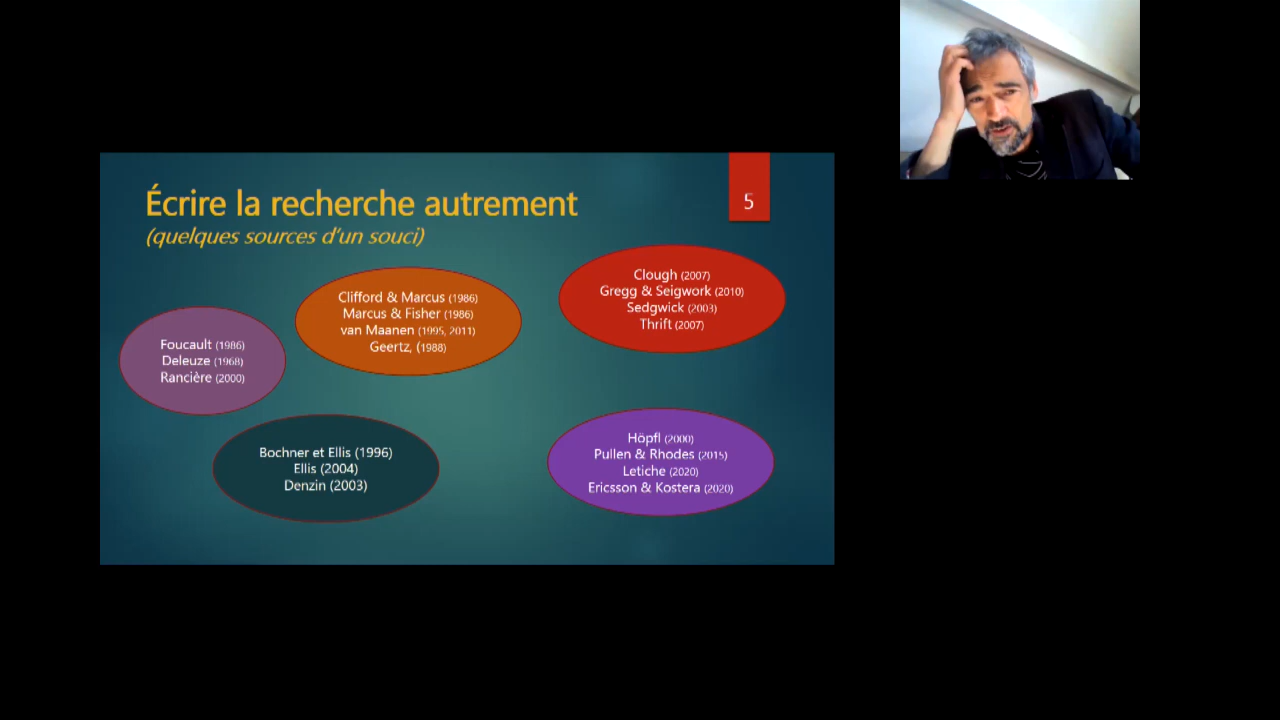 Écrire la recherche autrement
(quelques sources d'un souci)
5
Foucault (1986)
Deleuze (1968)
Rancière (2000)
Clifford & Marcus (1986)
Marcus & Fisher (1986)
van Maanen (1995, 2011)
Geertz, (1988)
Clough (2007)
Gregg & Seigwork (2010)
Sedgwick (2003)
Thrift (2007)
Bochner et Ellis (1996)
Ellis (2004)
Denzin (2003)
Höpfl (2000)
Pullen & Rhodes (2015)
Letiche (2020)
Ericsson & Kostera (2020)